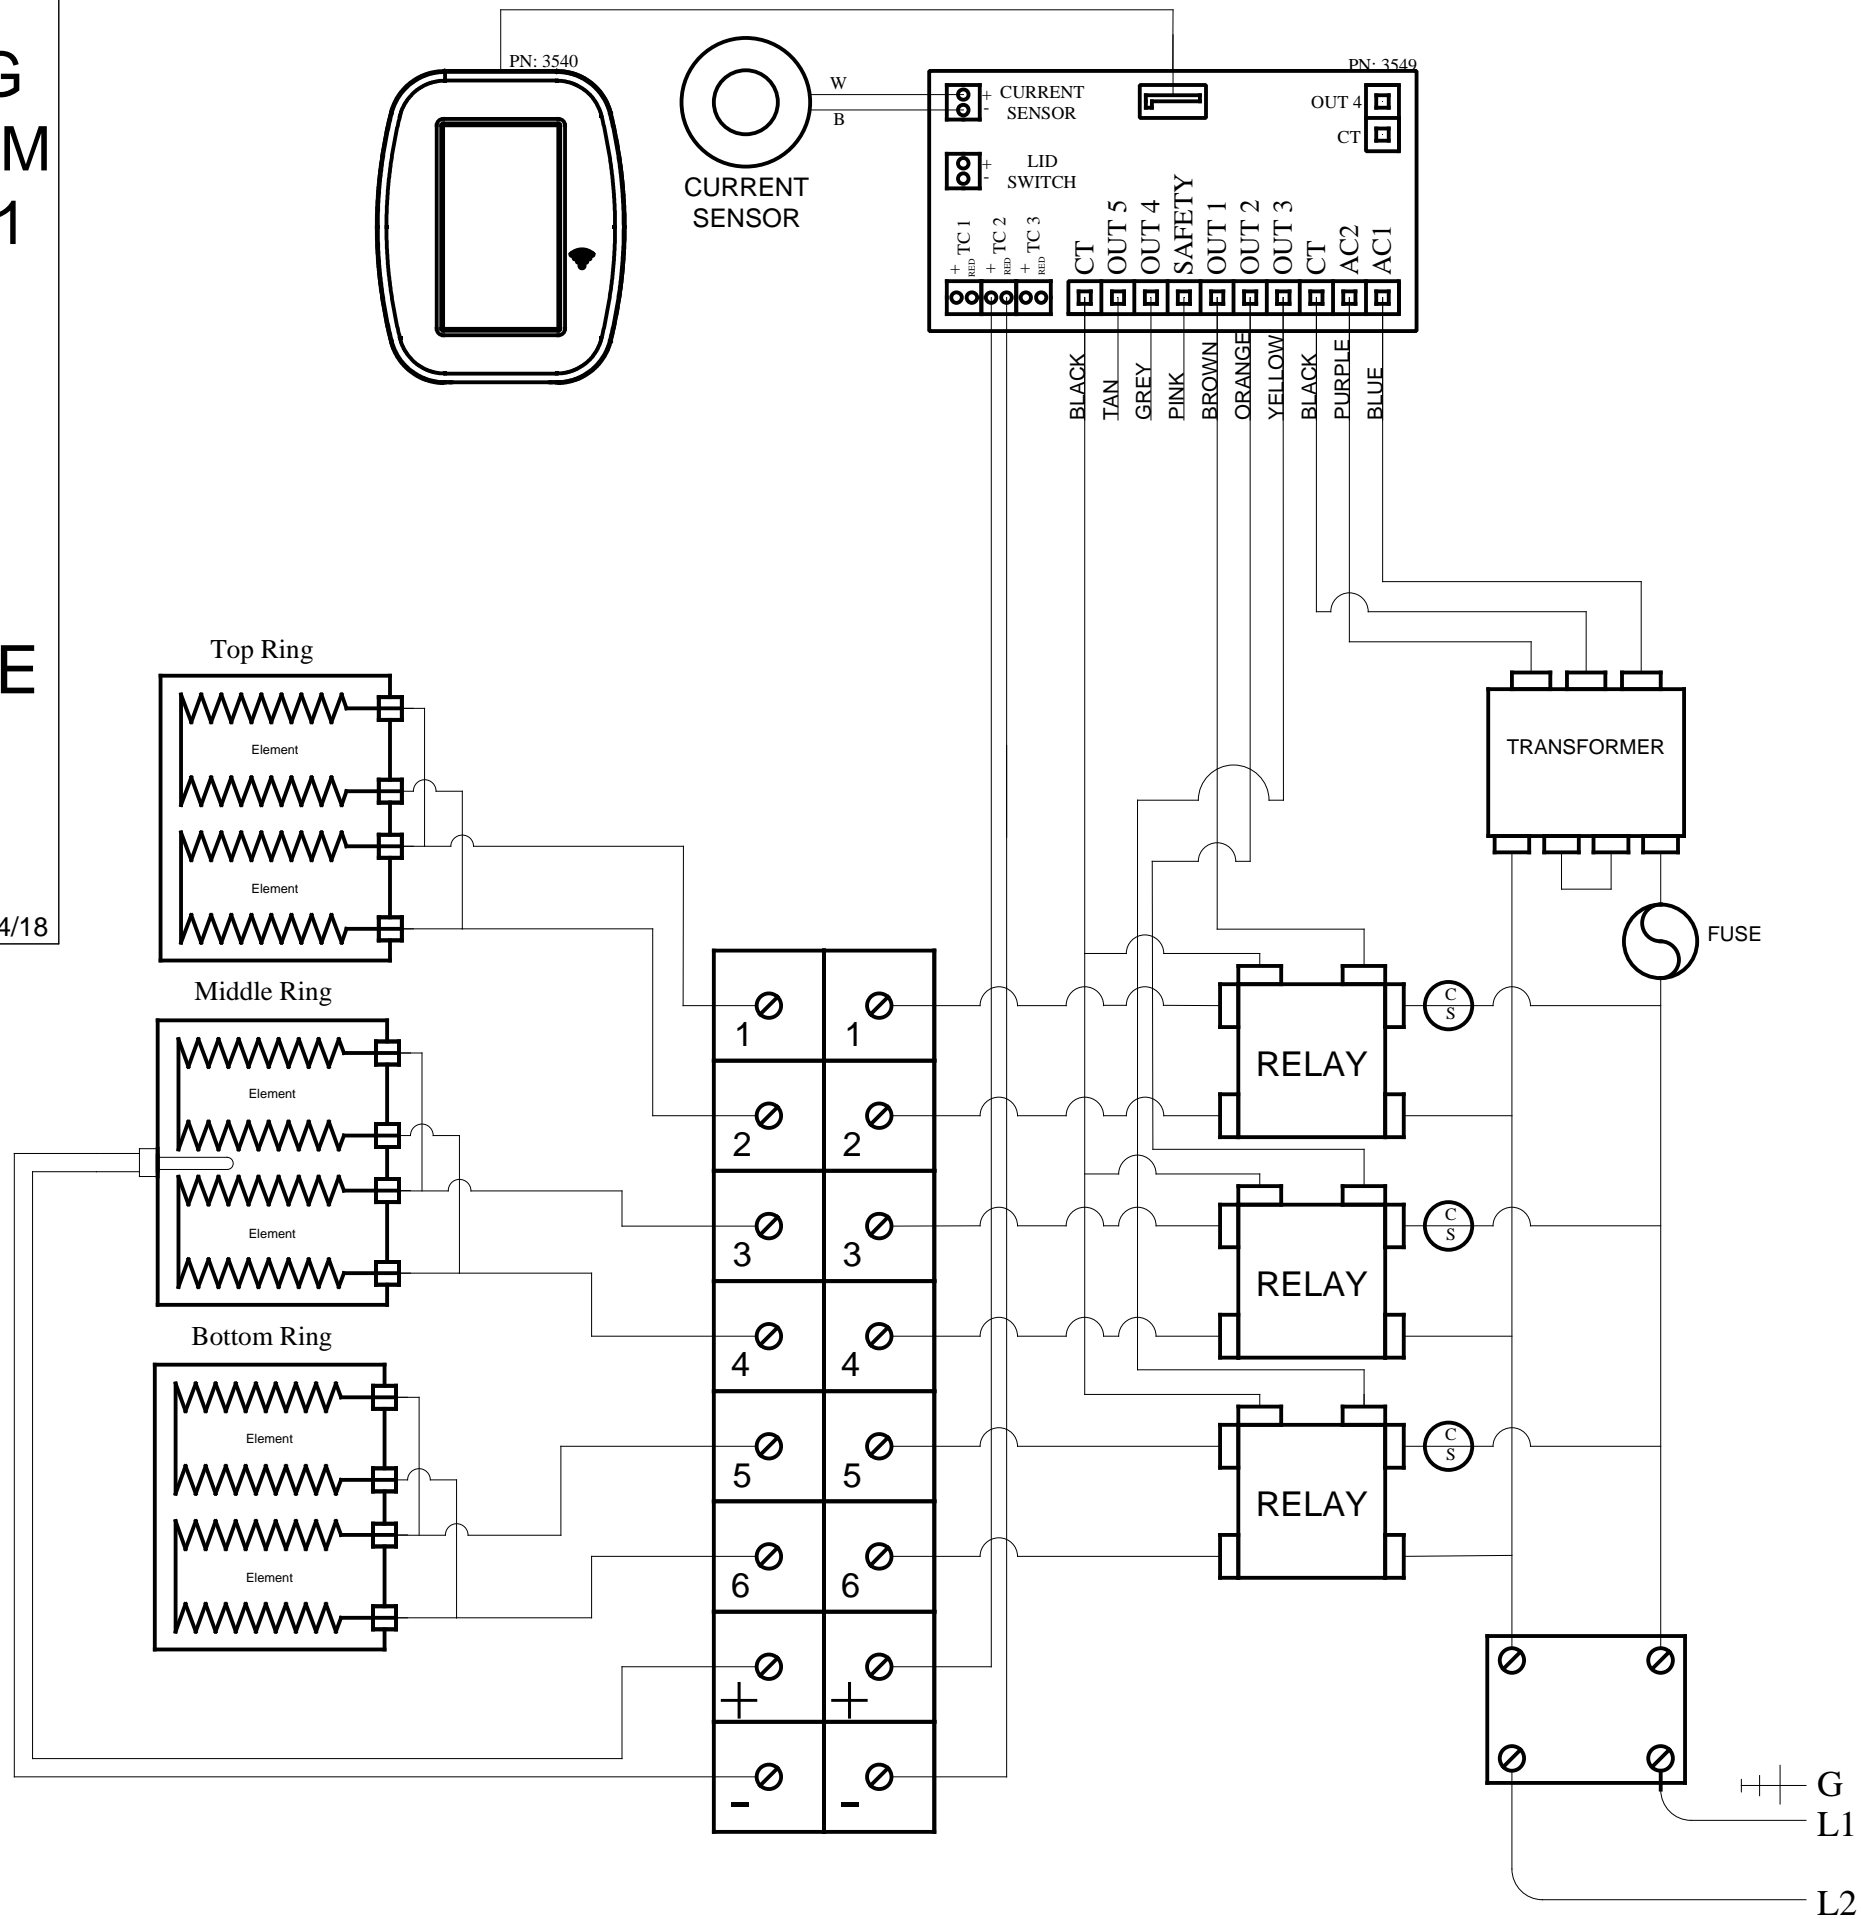 G
M
1
E
4/18
PN: 3540
W
B
CURRENT
SENSOR
PN: 3549
+ CURRENT
- SENSOR
+ LID
- SWITCH
OUT 4
CT
+ TC 1
RED
+ TC 2
RED
+ TC 3
RED
CT
OUT 5
OUT 4
SAFETY
OUT 1
OUT 2
OUT 3
CT
AC2
AC1
BLACK
TAN
GREY
PINK
BROWN
ORANGE
YELLOW
BLACK
PURPLE
BLUE
TRANSFORMER
FUSE
Top Ring
Element
Element
Middle Ring
Element
Element
Bottom Ring
Element
Element
1 1
2 2
3 3
4 4
5 5
6 6
+ +
- -
RELAY
C
S
RELAY
C
S
RELAY
C
S
G
L1
L2